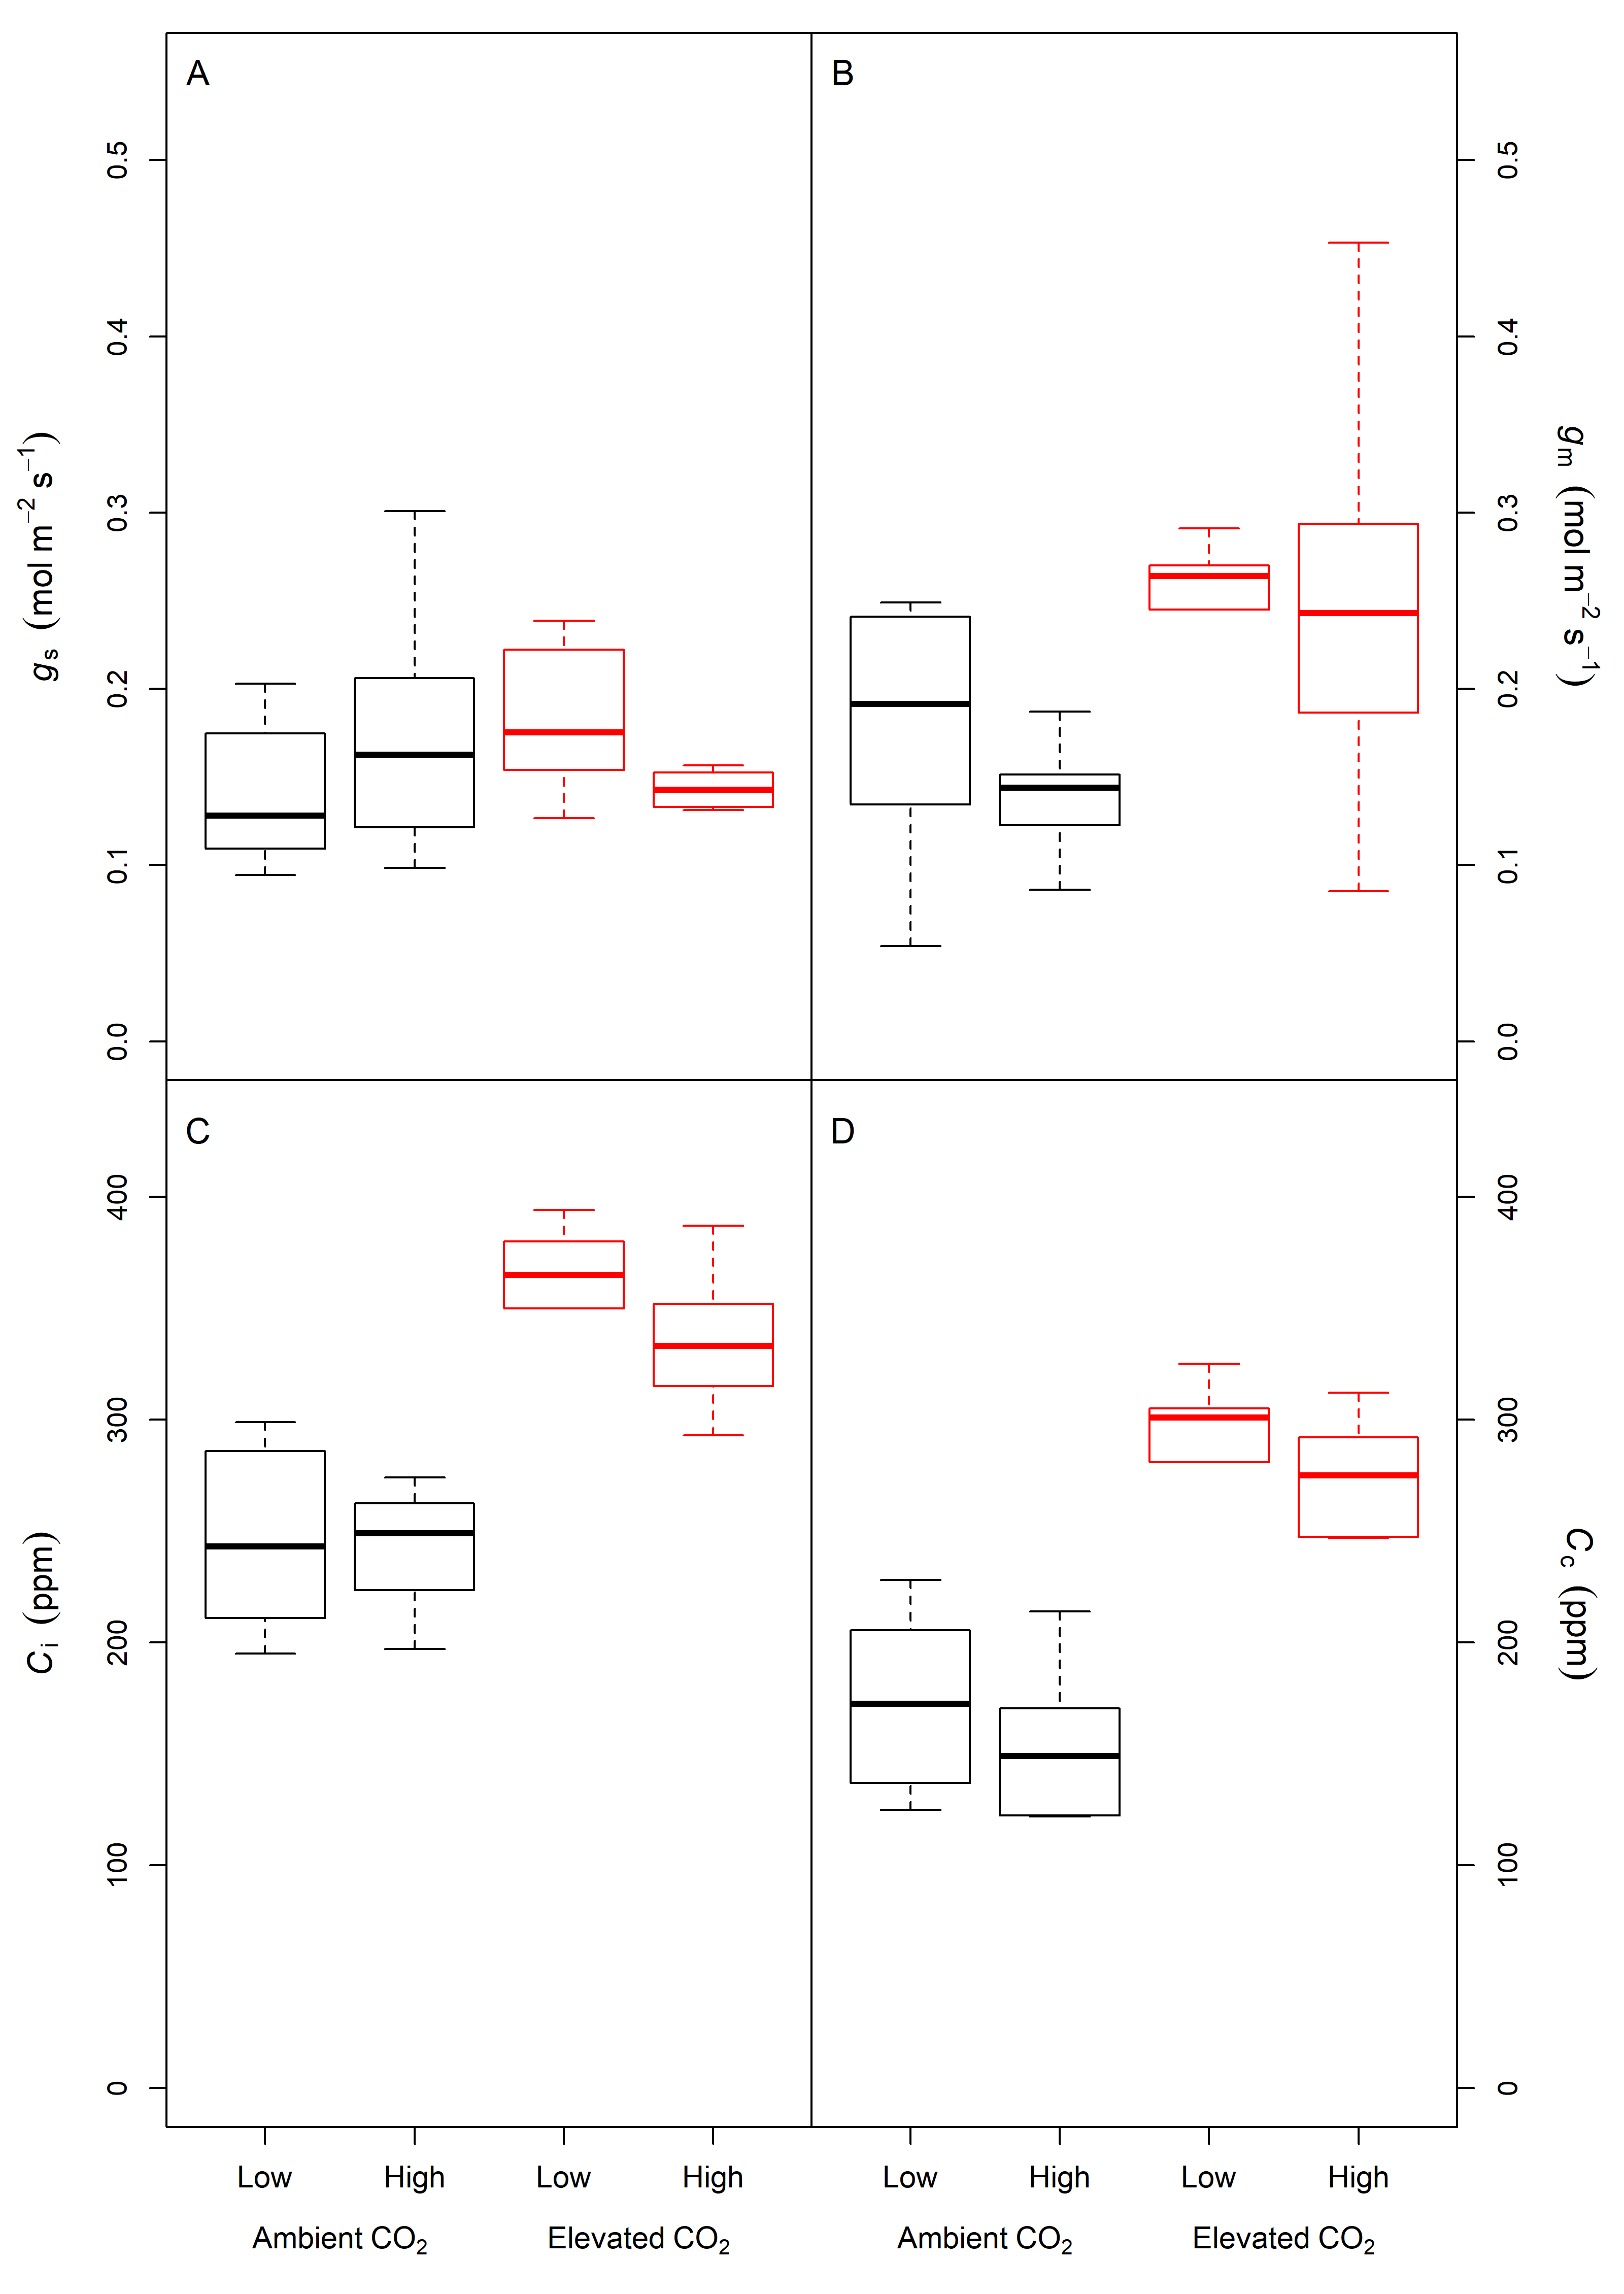 A
B
0.5
0.4
0.3
0.2
0.1
0.0
gs (mol m−2 s−1)
0.5
0.4
0.3
0.2
0.1
0.0
gm (mol m−2 s−1)
C
D
400
300
200
100
0
Ci (ppm)
400
300
200
100
0
Cc (ppm)
Low High Low High
Ambient CO2 Elevated CO2
Low High Low High
Ambient CO2 Elevated CO2